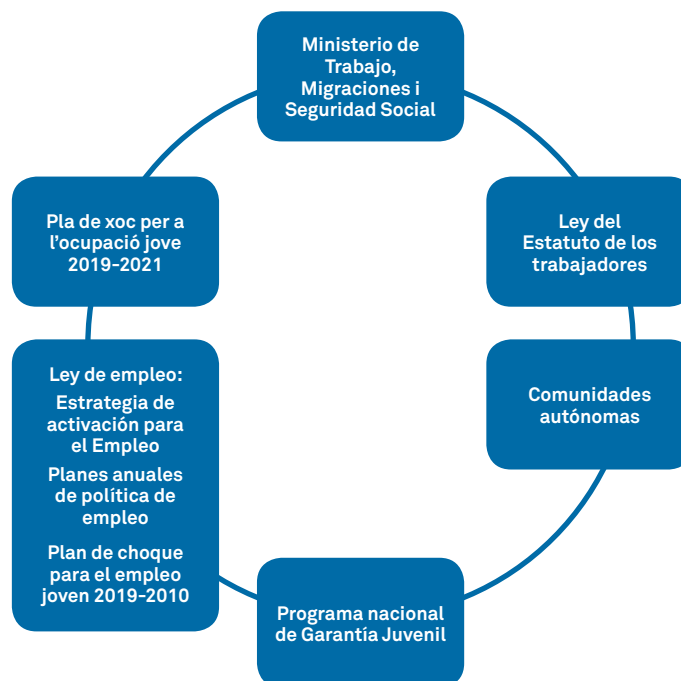 Ministerio de
Trabajo,
Migraciones i
Seguridad Social
Pla de xoc per a
l'ocupació jove
2019-2021
Ley del
Estatuto de los
trabajadores
Ley de empleo:
Estrategia de
activación para
el Empleo
Planes anuales
de política de
empleo
Plan de choque
para el empleo
joven 2019-2010
Comunidades
autónomas
Programa nacional
de Garantía Juvenil